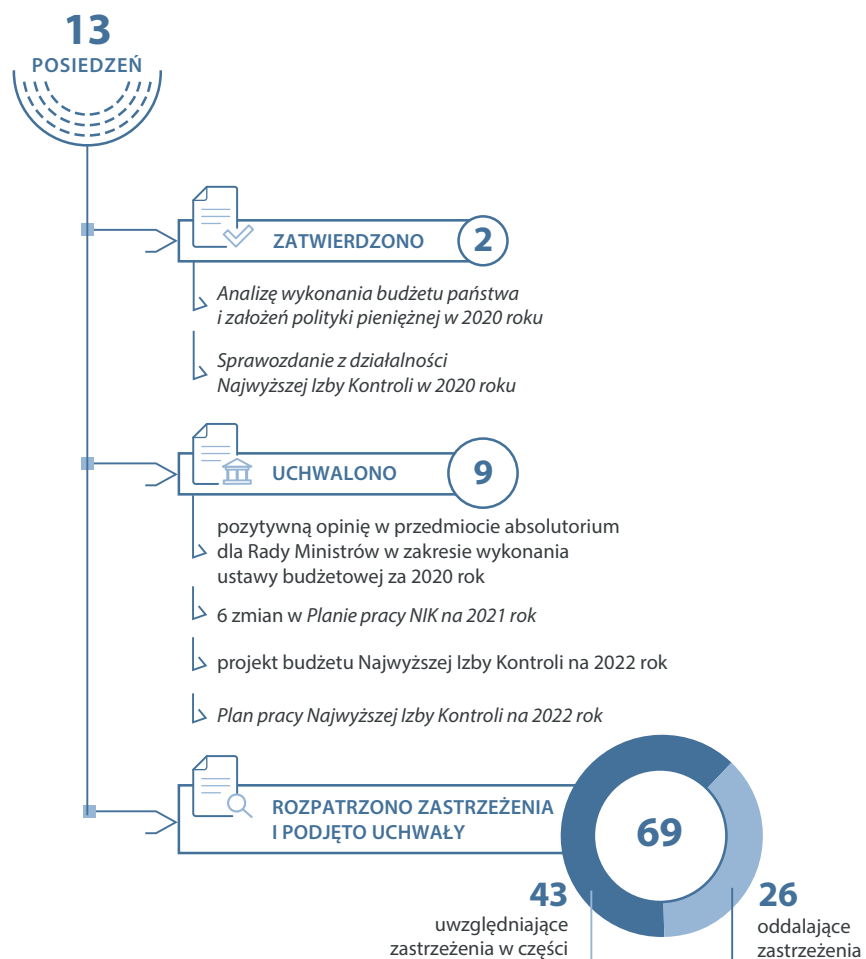 13
POSIEDZEŃ
ZATWIERDZONO
2
Analizę wykonania budżetu państwa
i założeń polityki pieniężnej w 2020 roku
Sprawozdanie z działalności
Najwyższej Izby Kontroli w 2020 roku
UCHWALONO
9
pozytywną opinię w przedmiocie absolutorium
dla Rady Ministrów w zakresie wykonania
ustawy budżetowej za 2020 rok
6 zmian w Planie pracy NIK na 2021 rok
projekt budżetu Najwyższej Izby Kontroli na 2022 rok
Plan pracy Najwyższej Izby Kontroli na 2022 rok
ROZPATRZONO ZASTRZEŻENIA
I PODJĘTO UCHWAŁY
69
43
uwzględniające
zastrzeżenia w części
26
oddalające
zastrzeżenia